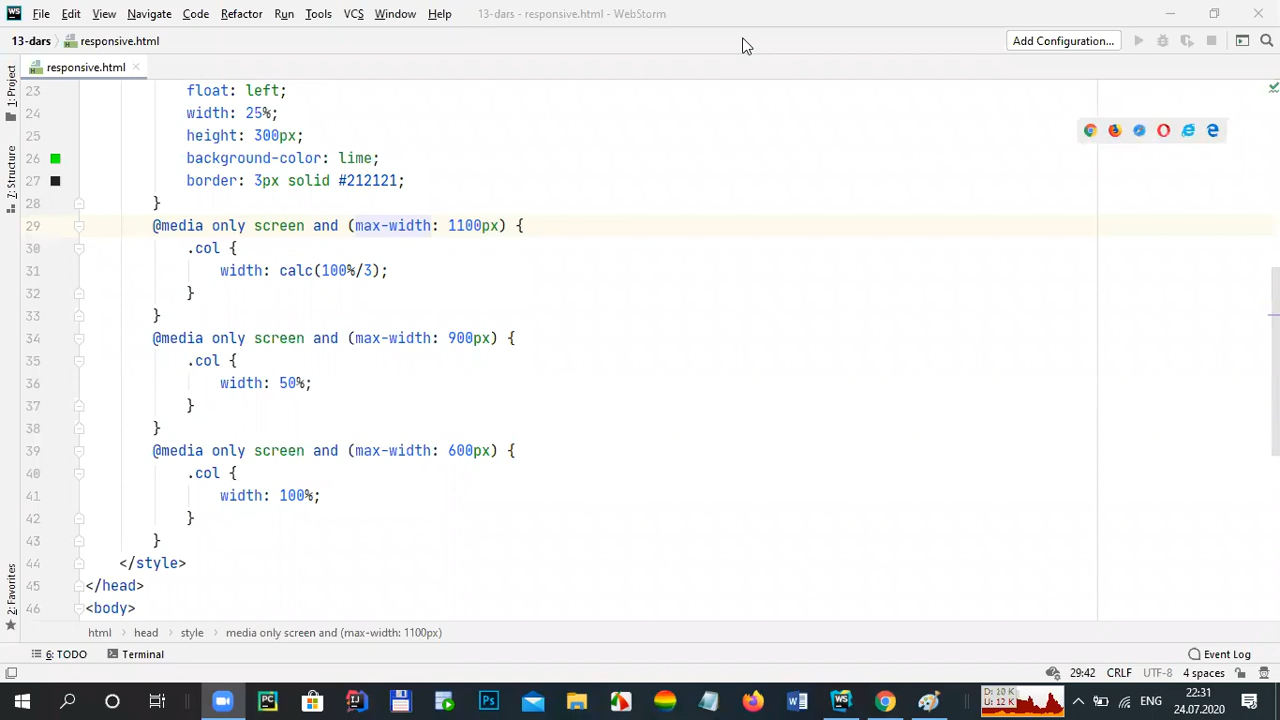 WS File Edit View Navigate Code Refactor Run Tools VCS Window Help 13-dars - responsive.html - WebStorm
13-dars responsive.html Add Configuration...
responsive.html
1: Project
7: Structure
2: Favorites
23 float: left;
24 width: 25%;
25 height: 300px;
26 background-color: lime;
27 border: 3px solid #212121;
28 }
29 @media only screen and (max-width: 1100px) {
30 .col {
31 width: calc(100%/3);
32 }
33 }
34 @media only screen and (max-width: 900px) {
35 .col {
36 width: 50%;
37 }
38 }
39 @media only screen and (max-width: 600px) {
40 .col {
41 width: 100%;
42 }
43 }
44 </style>
45 </head>
46 <body>
html head style media only screen and (max-width: 1100px)
6: TODO Terminal Event Log
29:42 CRLF UTF-8 4 spaces
PC Ps WS D: 10 K U: 12 K ENG 22:31
24.07.2020